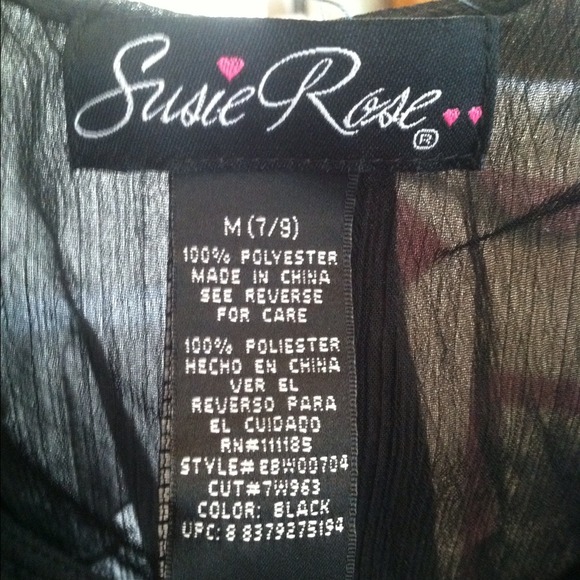 Susie Rose
®
M (7/9)
100% POLYESTER
MADE IN CHINA
SEE REVERSE
FOR CARE
100% POLIESTER
HECHO EN CHINA
VER EL
REVERSO PARA
EL CUIDADO
RN#111185
STYLE# EBW00704
CUT#7W963
COLOR: BLACK
UPC: 8 8379275194